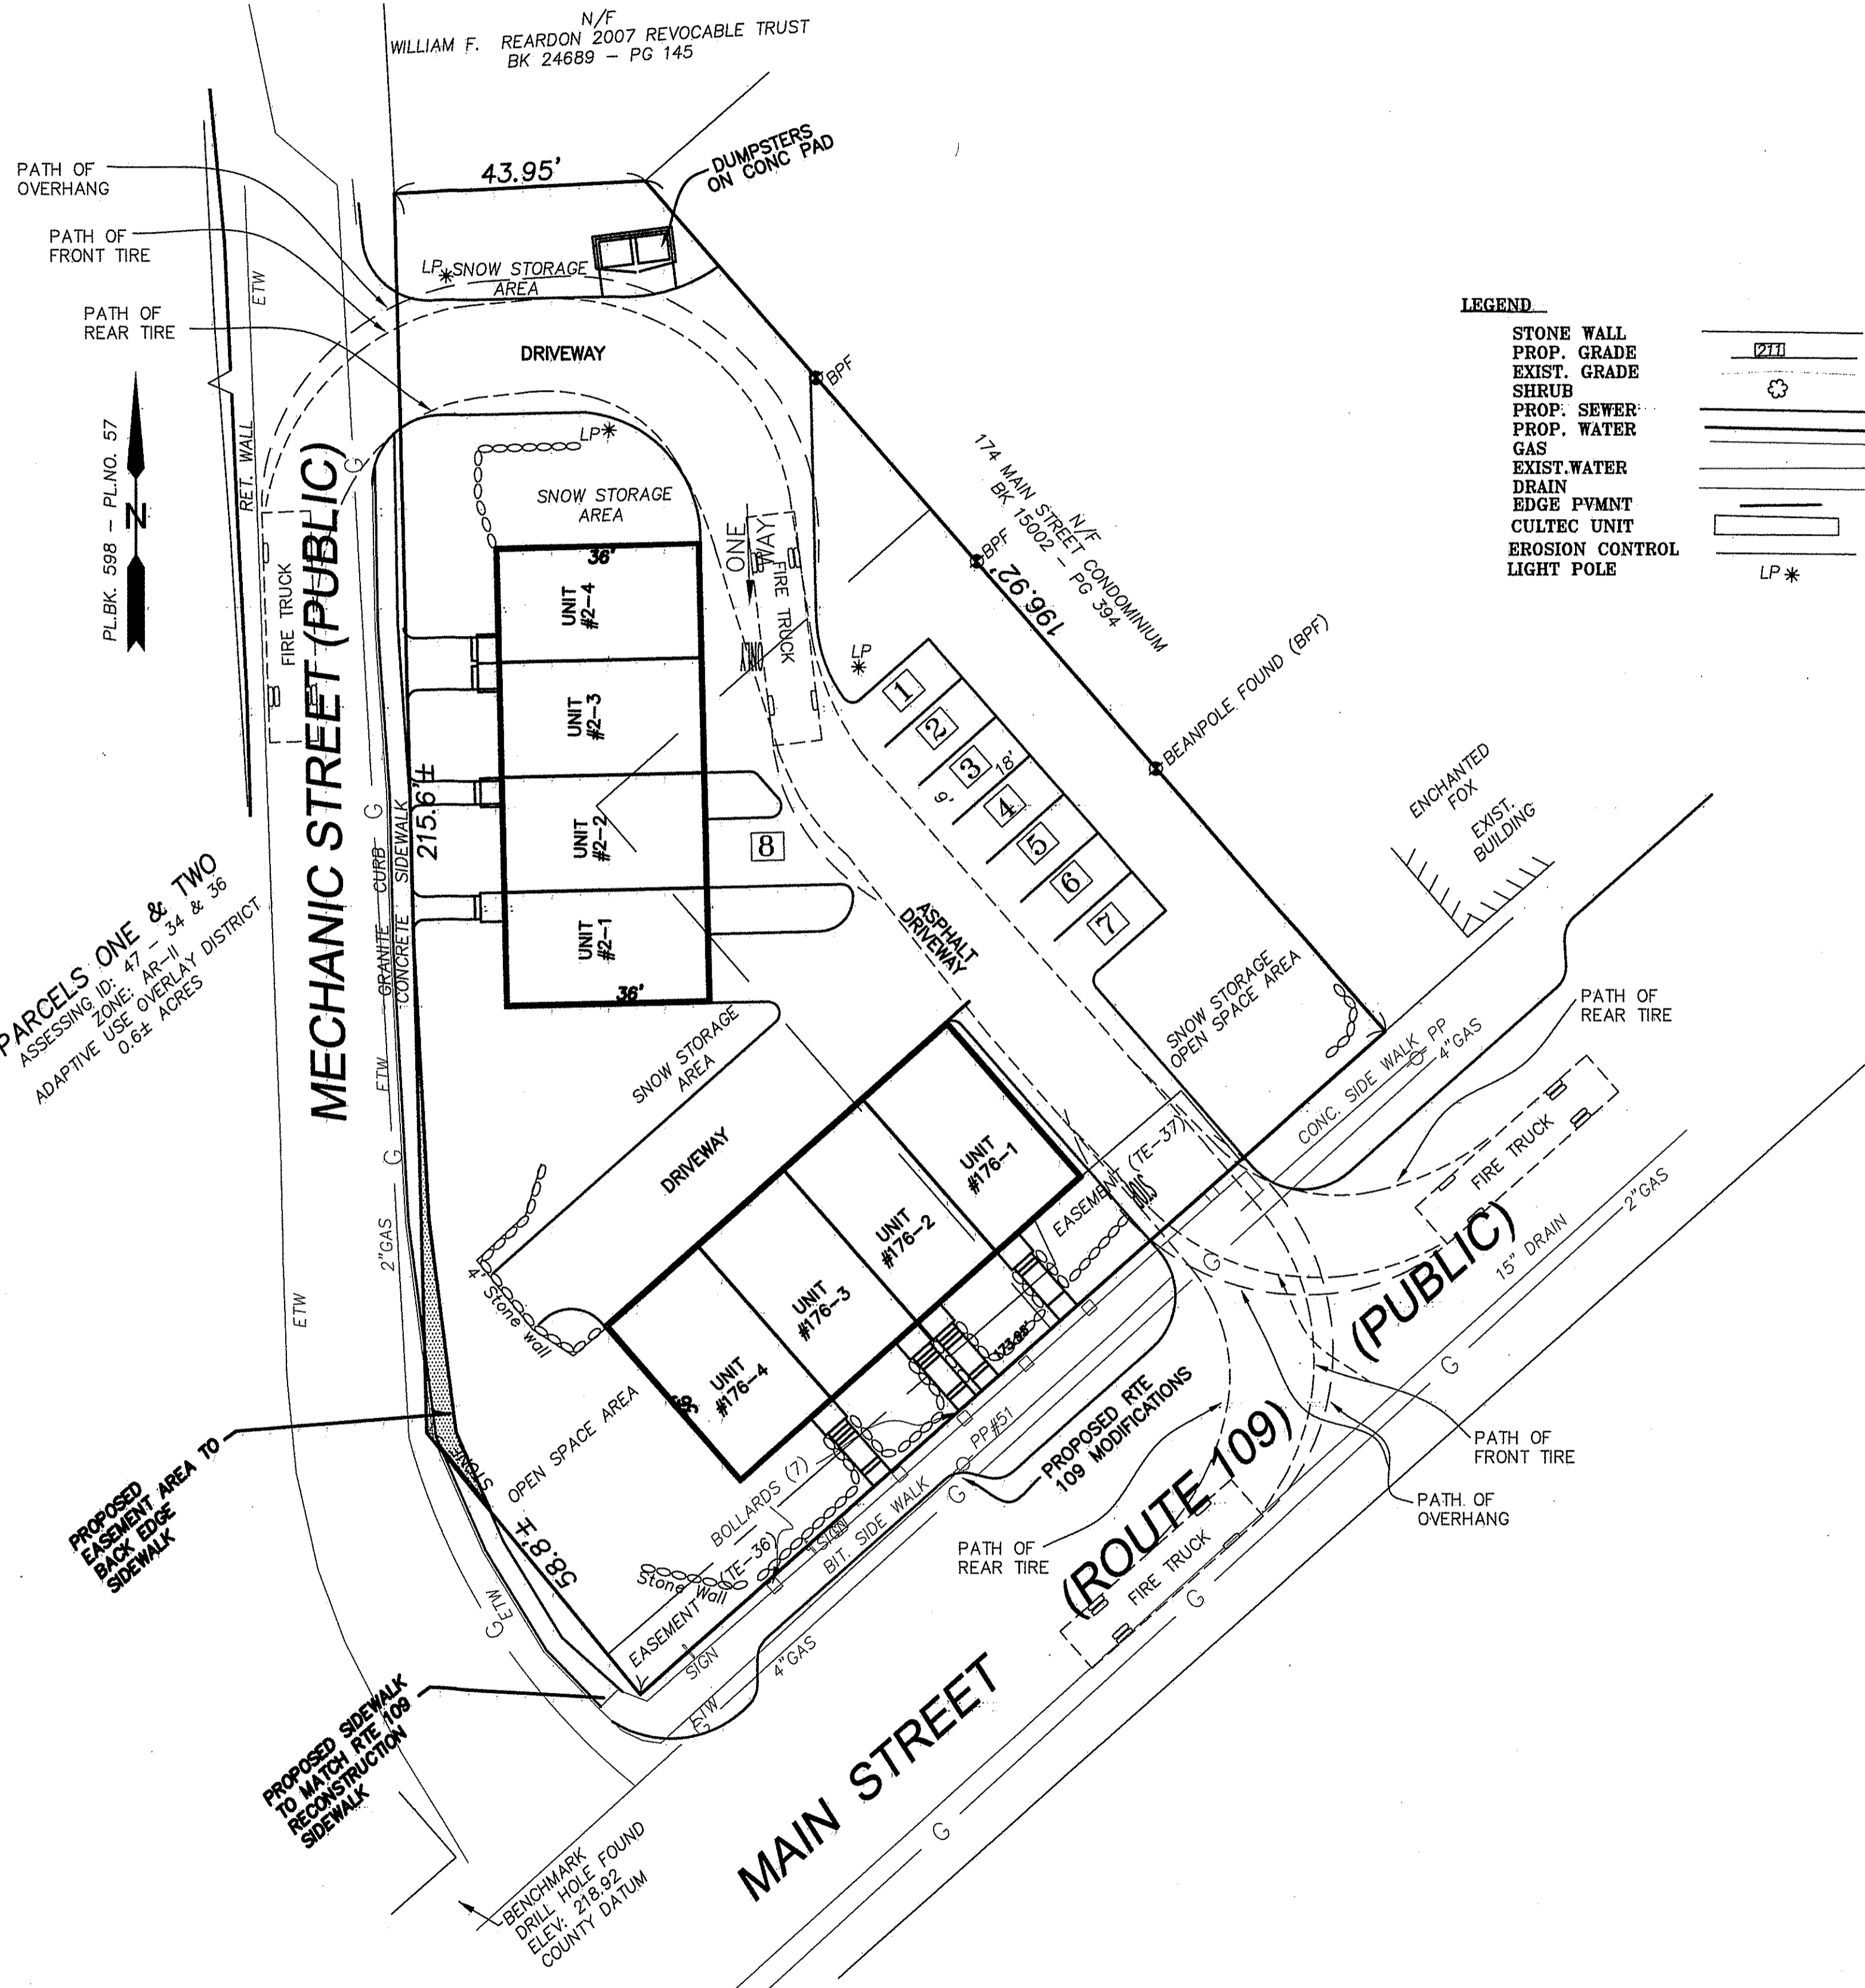 N/F
WILLIAM F. REARDON 2007 REVOCABLE TRUST
BK 24689 - PG 145
43.95'
DUMPSTERS
ON CONC PAD
PATH OF
OVERHANG
PATH OF
FRONT TIRE
PATH OF
REAR TIRE
ETW
RET. WALL
LP
SNOW STORAGE
AREA
DRIVEWAY
BPF
LP
SNOW STORAGE
AREA
PL.BK. 598 - PL.NO. 57
N
LEGEND
STONE WALL
PROP. GRADE
211
EXIST. GRADE
SHRUB
PROP. SEWER
PROP. WATER
GAS
EXIST.WATER
DRAIN
EDGE PVMNT
CULTEC UNIT
EROSION CONTROL
LIGHT POLE
LP
N/F
174 MAIN STREET CONDOMINIUM
BK 15002 - PG 394
BPF
196.92'
BEANPOLE FOUND (BPF)
ENCHANTED
FOX
EXIST.
BUILDING
MECHANIC STREET (PUBLIC)
FIRE TRUCK
G
G
GRANITE CURB
CONCRETE SIDEWALK
215.6'±
36'
UNIT
#2-4
UNIT
#2-3
UNIT
#2-2
UNIT
#2-1
36'
ONE
WAY
ONLY
FIRE TRUCK
LP
1
2
3
18'
9'
4
5
6
7
8
ASPHALT
DRIVEWAY
SNOW STORAGE
OPEN SPACE AREA
PARCELS ONE & TWO
ASSESSING ID: 47 - 34 & 36
ZONE: AR-II
ADAPTIVE USE OVERLAY DISTRICT
0.6± ACRES
ETW
G
2"GAS
ETW
SNOW STORAGE
AREA
DRIVEWAY
4' Stone wall
UNIT
#176-1
UNIT
#176-2
UNIT
#176-3
UNIT
#176-4
36'
EASEMENT (TE-37)
STOP
173.98'
CONC. SIDE WALK
PP
4"GAS
PATH OF
REAR TIRE
FIRE TRUCK
15" DRAIN
2"GAS
G
G
(PUBLIC)
PROPOSED
EASEMENT AREA TO
BACK EDGE
SIDEWALK
OPEN SPACE AREA
58.8'±
BOLLARDS (7)
Stone Wall
EASEMENT (TE-36)
SIGN
SIGN
BIT. SIDE WALK
PP#51
G
PROPOSED RTE
109 MODIFICATIONS
PATH OF
REAR TIRE
PATH OF
FRONT TIRE
PATH OF
OVERHANG
(ROUTE 109)
FIRE TRUCK
G
ETW
G
4"GAS
ETW
G
PROPOSED SIDEWALK
TO MATCH RTE 109
RECONSTRUCTION
SIDEWALK
MAIN STREET
G
BENCHMARK
DRILL HOLE FOUND
ELEV: 218.92
COUNTY DATUM